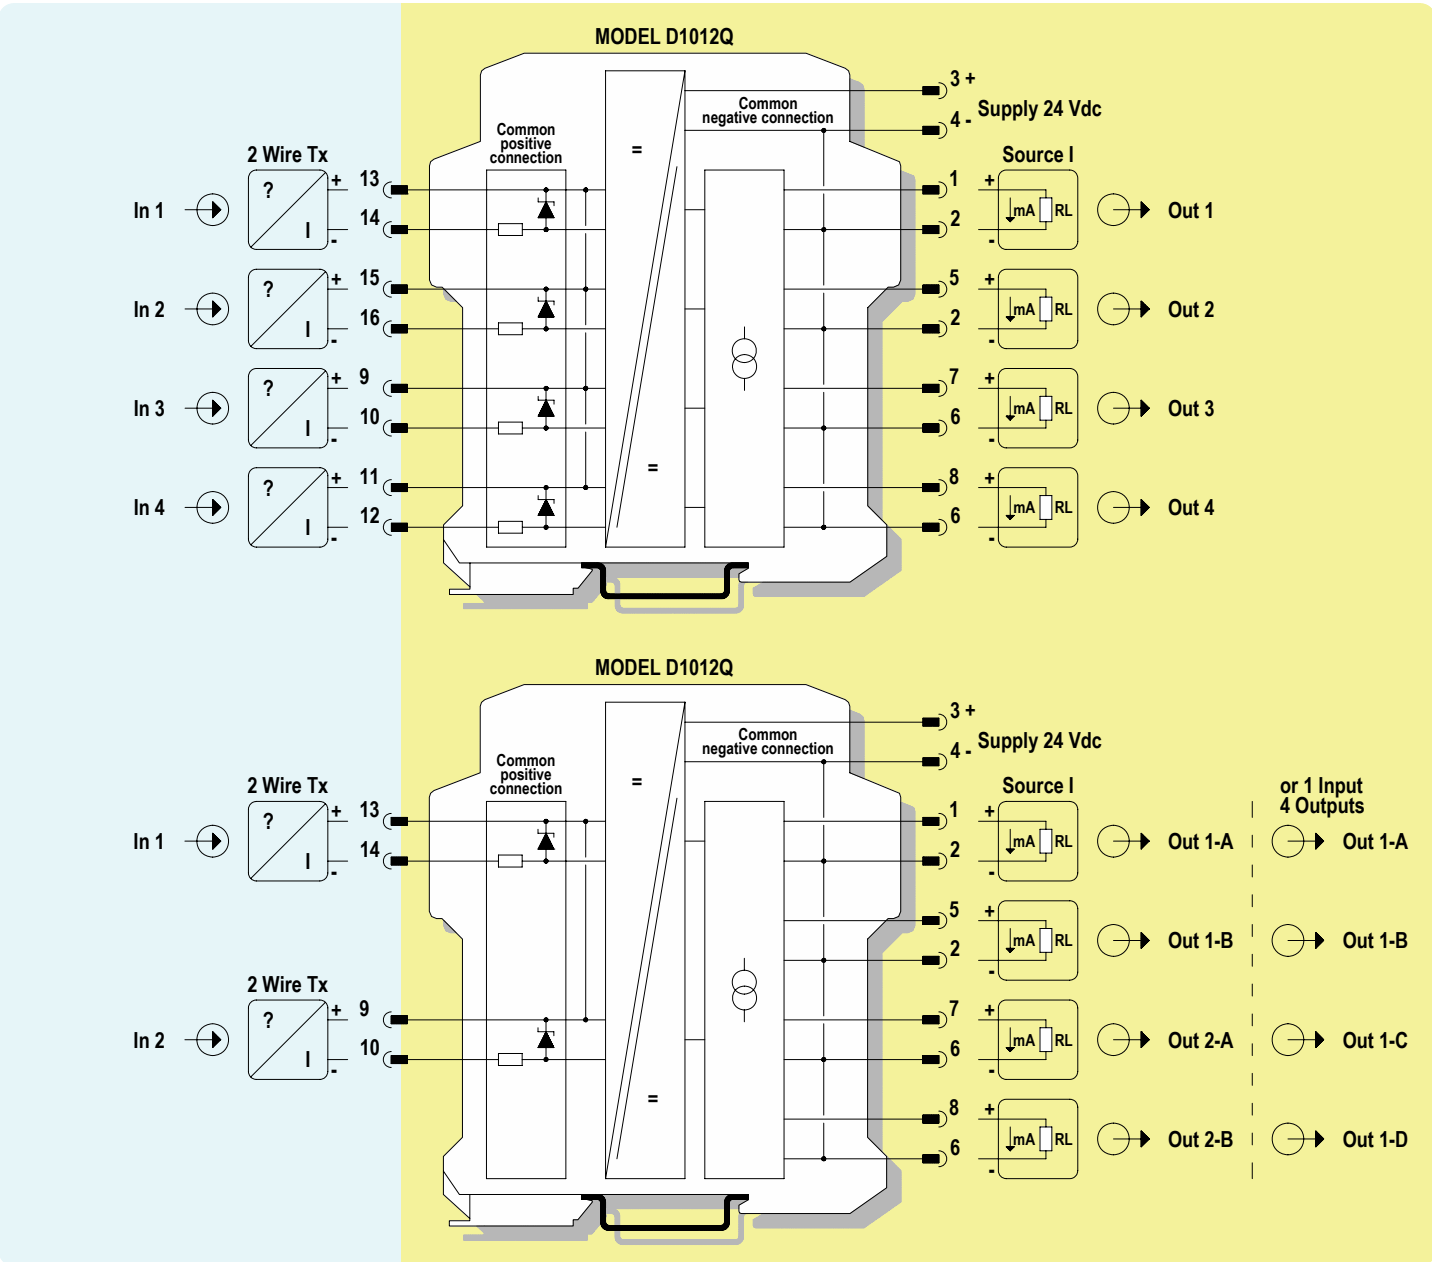 MODEL D1012Q
3 +
Common
negative connection
Supply 24 Vdc
4 -
Common
positive
connection
=
2 Wire Tx
Source I
In 1
?
I
+
-
13
14
1
2
+
-
mA
RL
Out 1
In 2
?
I
+
-
15
16
5
2
+
-
mA
RL
Out 2
In 3
?
I
+
-
9
10
7
6
+
-
mA
RL
Out 3
In 4
?
I
+
-
11
12
=
8
6
+
-
mA
RL
Out 4
MODEL D1012Q
3 +
Common
negative connection
Supply 24 Vdc
4 -
Common
positive
connection
=
2 Wire Tx
Source I
or 1 Input
4 Outputs
In 1
?
I
+
-
13
14
1
2
+
-
mA
RL
Out 1-A
Out 1-A
5
2
+
-
mA
RL
Out 1-B
Out 1-B
2 Wire Tx
In 2
?
I
+
-
9
10
7
6
+
-
mA
RL
Out 2-A
Out 1-C
=
8
6
+
-
mA
RL
Out 2-B
Out 1-D